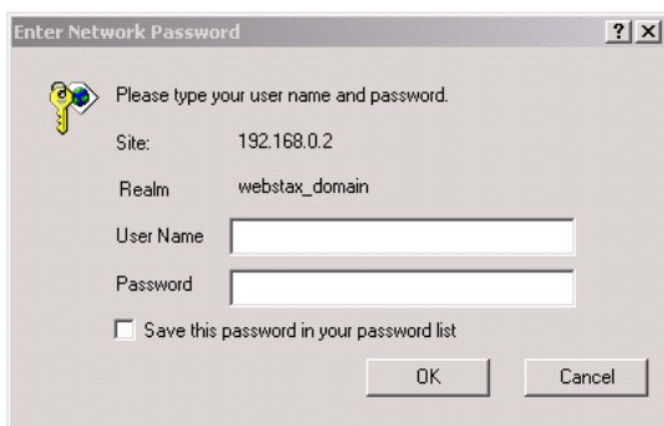 Enter Network Password
Please type your user name and password.
Site: 192.168.0.2
Realm webstax_domain
User Name
Password
Save this password in your password list
OK Cancel